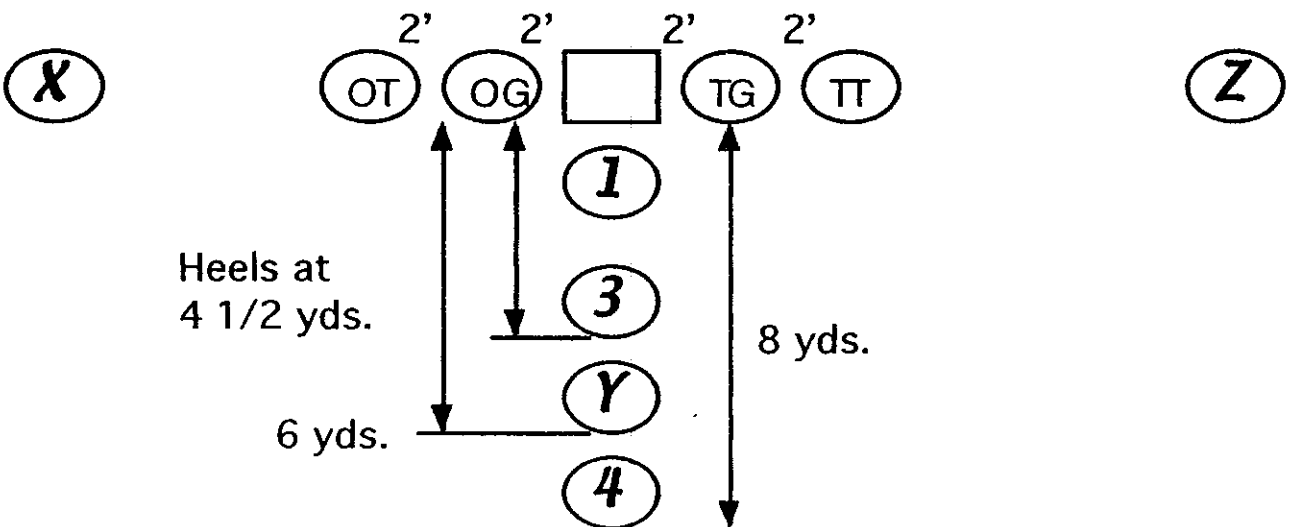 2' 2' 2' 2'
X OT OG TG TT Z
1
Heels at
4 1/2 yds.
3
8 yds.
Y
6 yds.
4